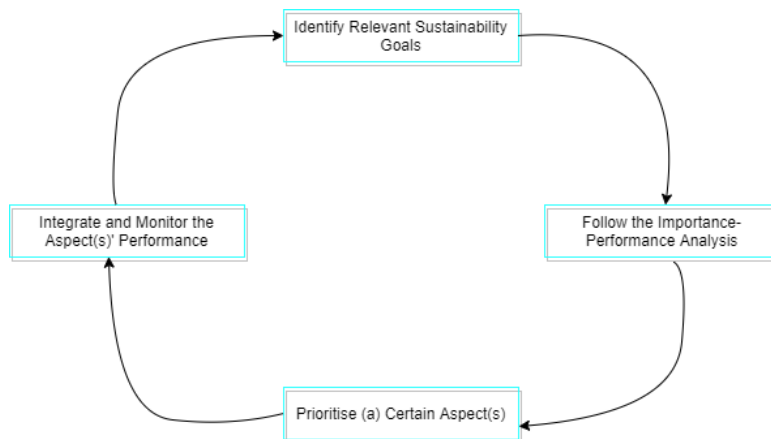 Identify Relevant Sustainability
Goals
Follow the Importance-
Performance Analysis
Prioritise (a) Certain Aspect(s)
Integrate and Monitor the
Aspect(s)' Performance